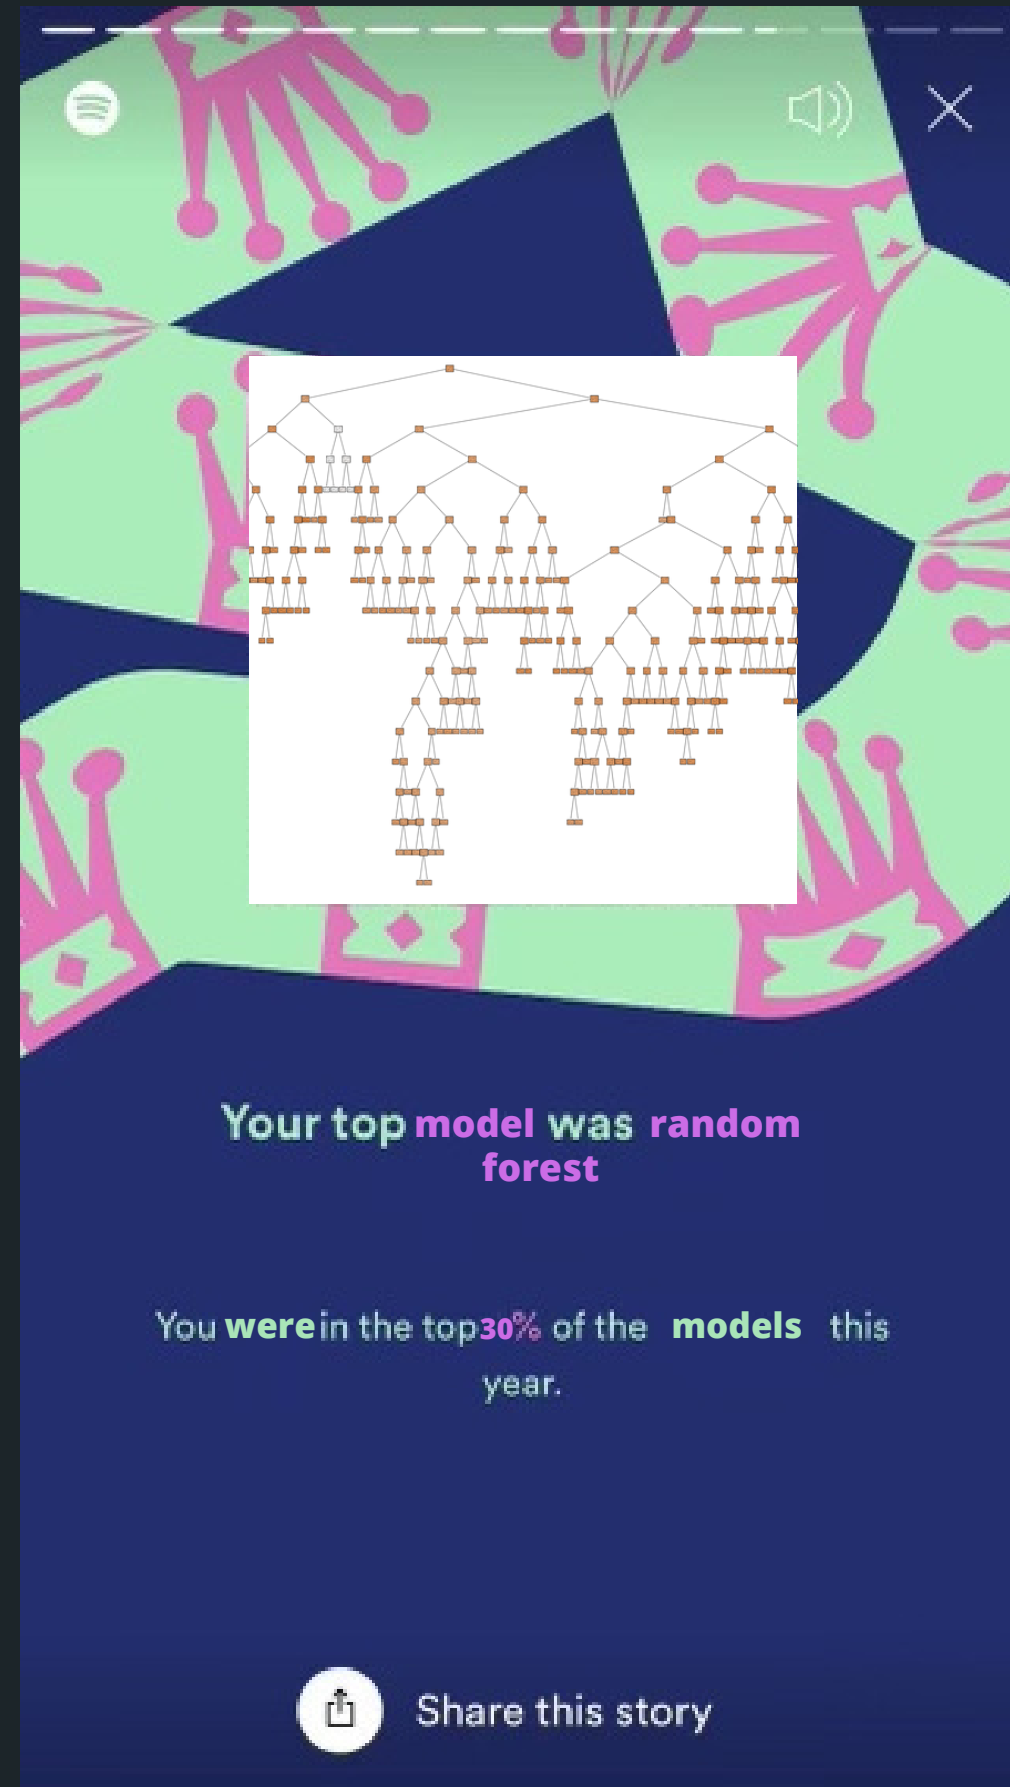 Your top model was random
forest
You were in the top 30% of the models this
year.
Share this story